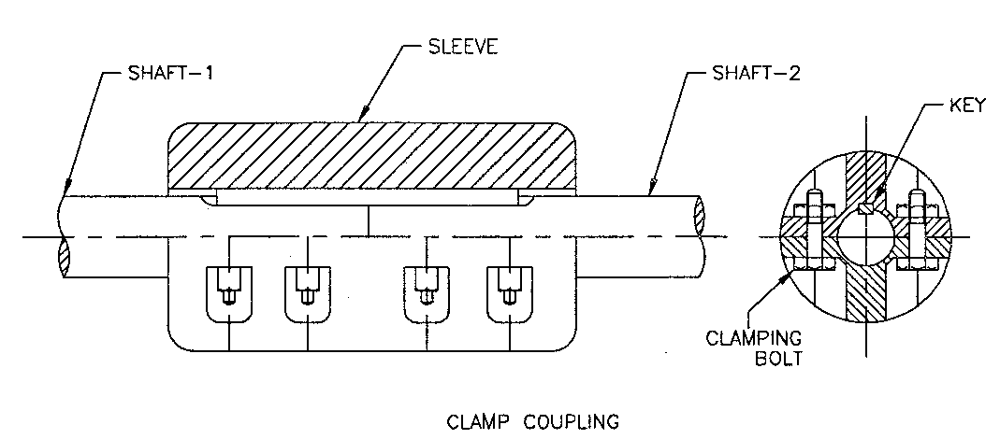 SLEEVE
SHAFT-1
SHAFT-2
KEY
CLAMPING
BOLT
CLAMP COUPLING